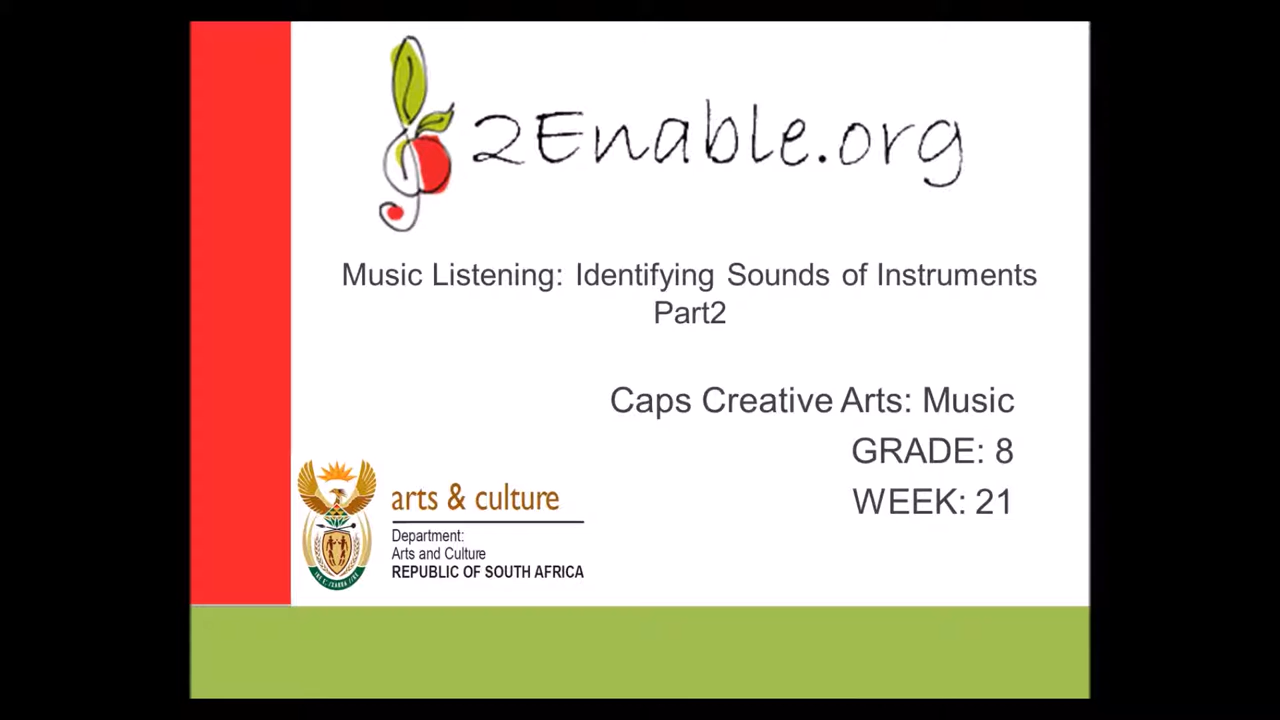 2Enable.org
Music Listening: Identifying Sounds of Instruments
Part2
Caps Creative Arts: Music
GRADE: 8
WEEK: 21
arts & culture
Department:
Arts and Culture
REPUBLIC OF SOUTH AFRICA